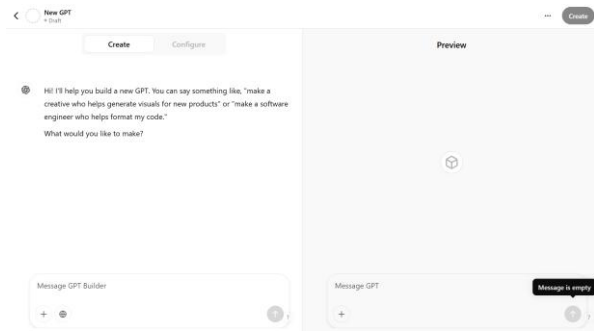 New GPT
• Draft
Create
Create
Configure
Preview
Hi! I'll help you build a new GPT. You can say something like, "make a
creative who helps generate visuals for new products" or "make a software
engineer who helps format my code."
What would you like to make?
Message GPT Builder
Message GPT
Message is empty